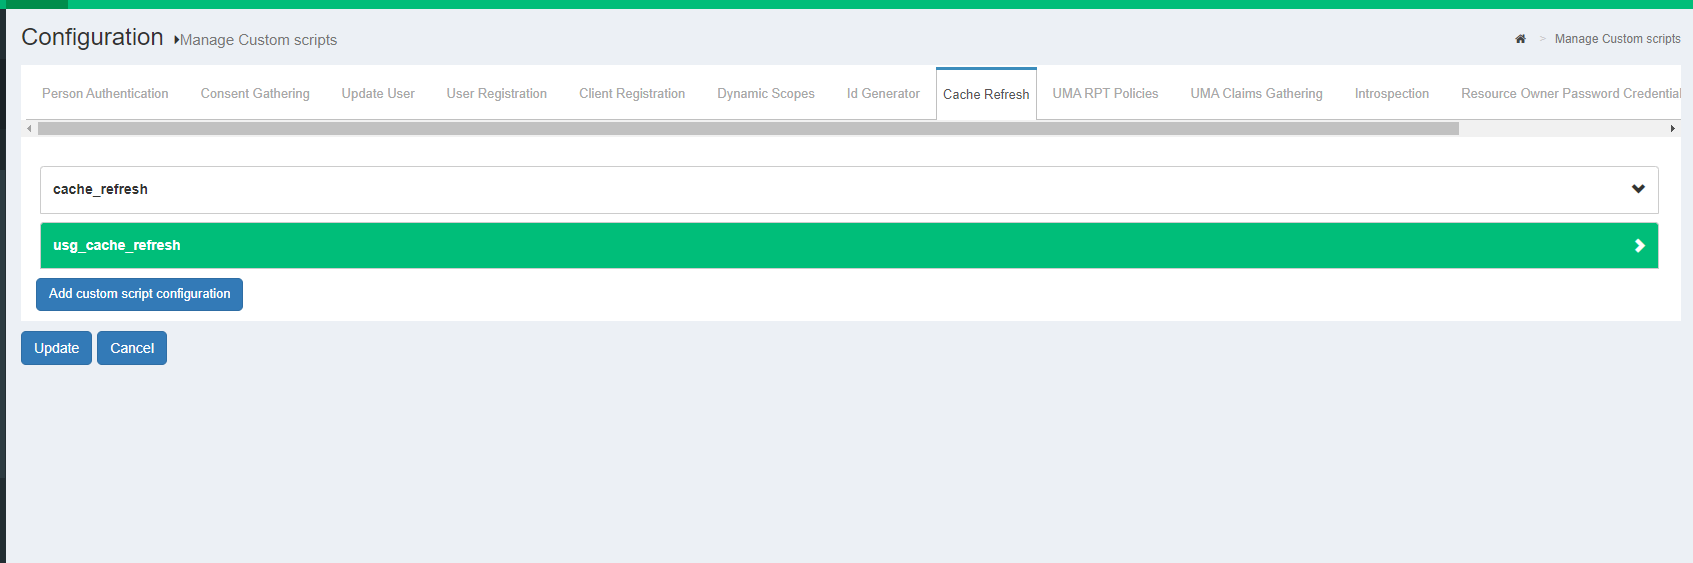 Configuration Manage Custom scripts
> Manage Custom scripts
Person Authentication Consent Gathering Update User User Registration Client Registration Dynamic Scopes Id Generator Cache Refresh UMA RPT Policies UMA Claims Gathering Introspection Resource Owner Password Credential
cache_refresh
usg_cache_refresh
Add custom script configuration
Update Cancel